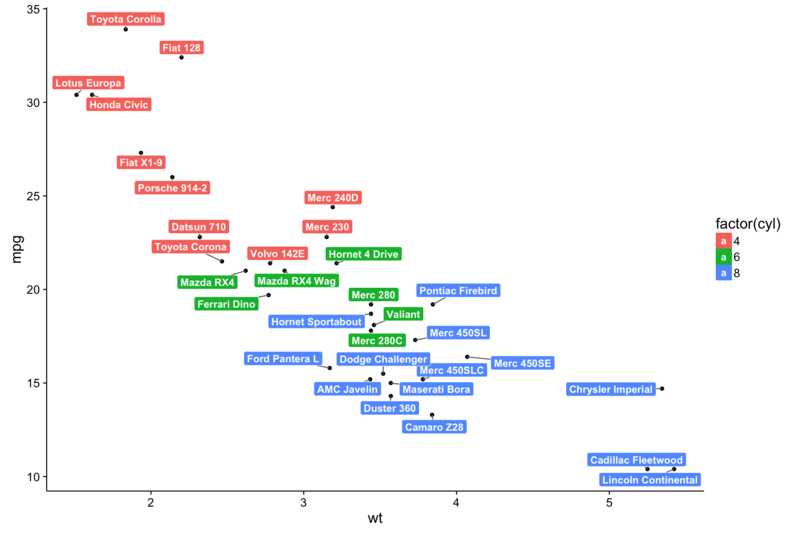 35
Toyota Corolla
Fiat 128
Lotus Europa
30
Honda Civic
Fiat X1-9
Porsche 914-2
25
Merc 240D
Datsun 710
Merc 230
Toyota Corona
Volvo 142E
Hornet 4 Drive
Mazda RX4
Mazda RX4 Wag
20
Ferrari Dino
Merc 280
Pontiac Firebird
Hornet Sportabout
Valiant
Merc 280C
Merc 450SL
Ford Pantera L
Dodge Challenger
Merc 450SE
Merc 450SLC
15
AMC Javelin
Maserati Bora
Chrysler Imperial
Duster 360
Camaro Z28
Cadillac Fleetwood
10
Lincoln Continental
mpg
2
3
4
5
wt
factor(cyl)
a 4
a 6
a 8